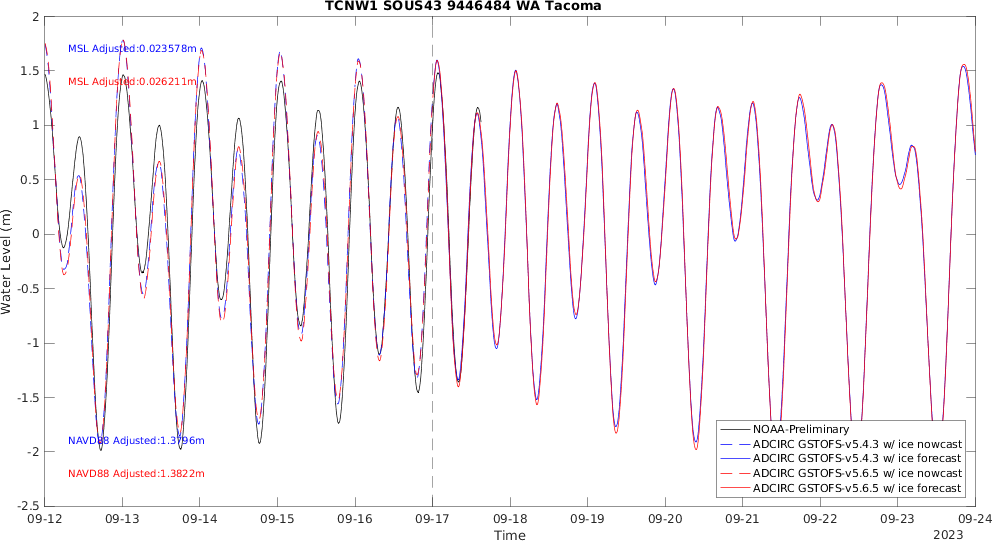 TCNW1 SOUS43 9446484 WA Tacoma
2
MSL Adjusted:0.023578m
1.5
MSL Adjusted:0.026211m
1
0.5
0
Water Level (m)
-0.5
-1
-1.5
NOAA-Preliminary
NAVD88 Adjusted:1.3796m
ADCIRC GSTOFS-v5.4.3 w/ ice nowcast
-2
ADCIRC GSTOFS-v5.4.3 w/ ice forecast
NAVD88 Adjusted:1.3822m
ADCIRC GSTOFS-v5.6.5 w/ ice nowcast
ADCIRC GSTOFS-v5.6.5 w/ ice forecast
-2.5
09-12 09-13 09-14 09-15 09-16 09-17 09-18 09-19 09-20 09-21 09-22 09-23 09-24
Time
2023